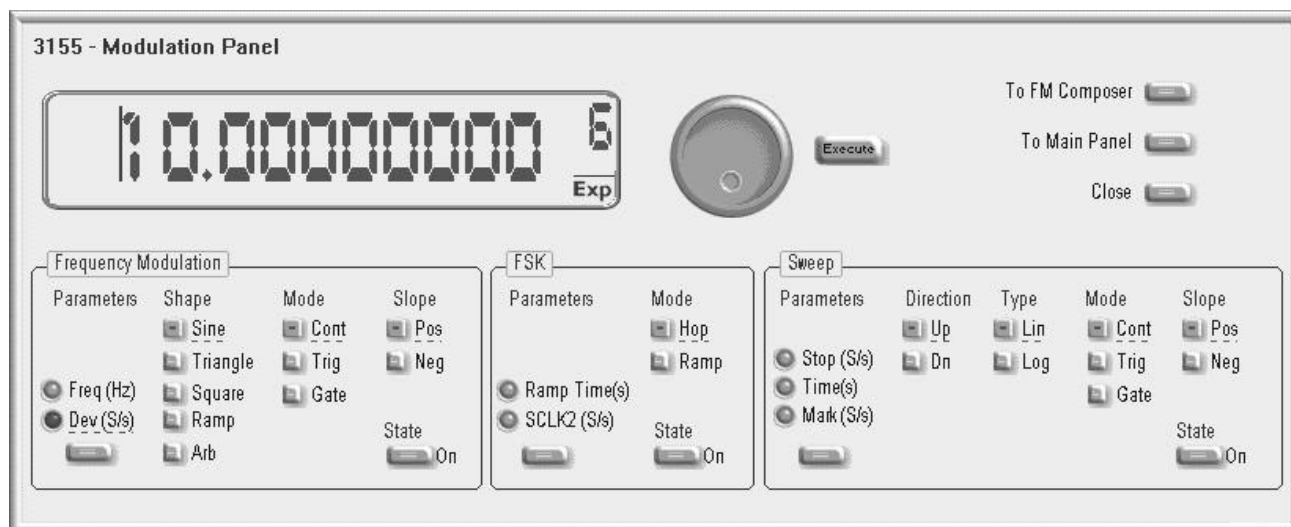 3155 - Modulation Panel
10.00000000 6
Exp
Execute
To FM Composer
To Main Panel
Close
Frequency Modulation
Parameters Shape Mode Slope
Sine Cont Pos
Triangle Trig Neg
Freq (Hz) Square Gate
Dev (S/s) Ramp
State
Arb On
FSK
Parameters Mode
Hop
Ramp
Ramp Time(s)
SCLK2 (S/s)
State
On
Sweep
Parameters Direction Type Mode Slope
Up Lin Cont Pos
Stop (S/s) Dn Log Trig Neg
Time(s) Gate
Mark (S/s)
State
On